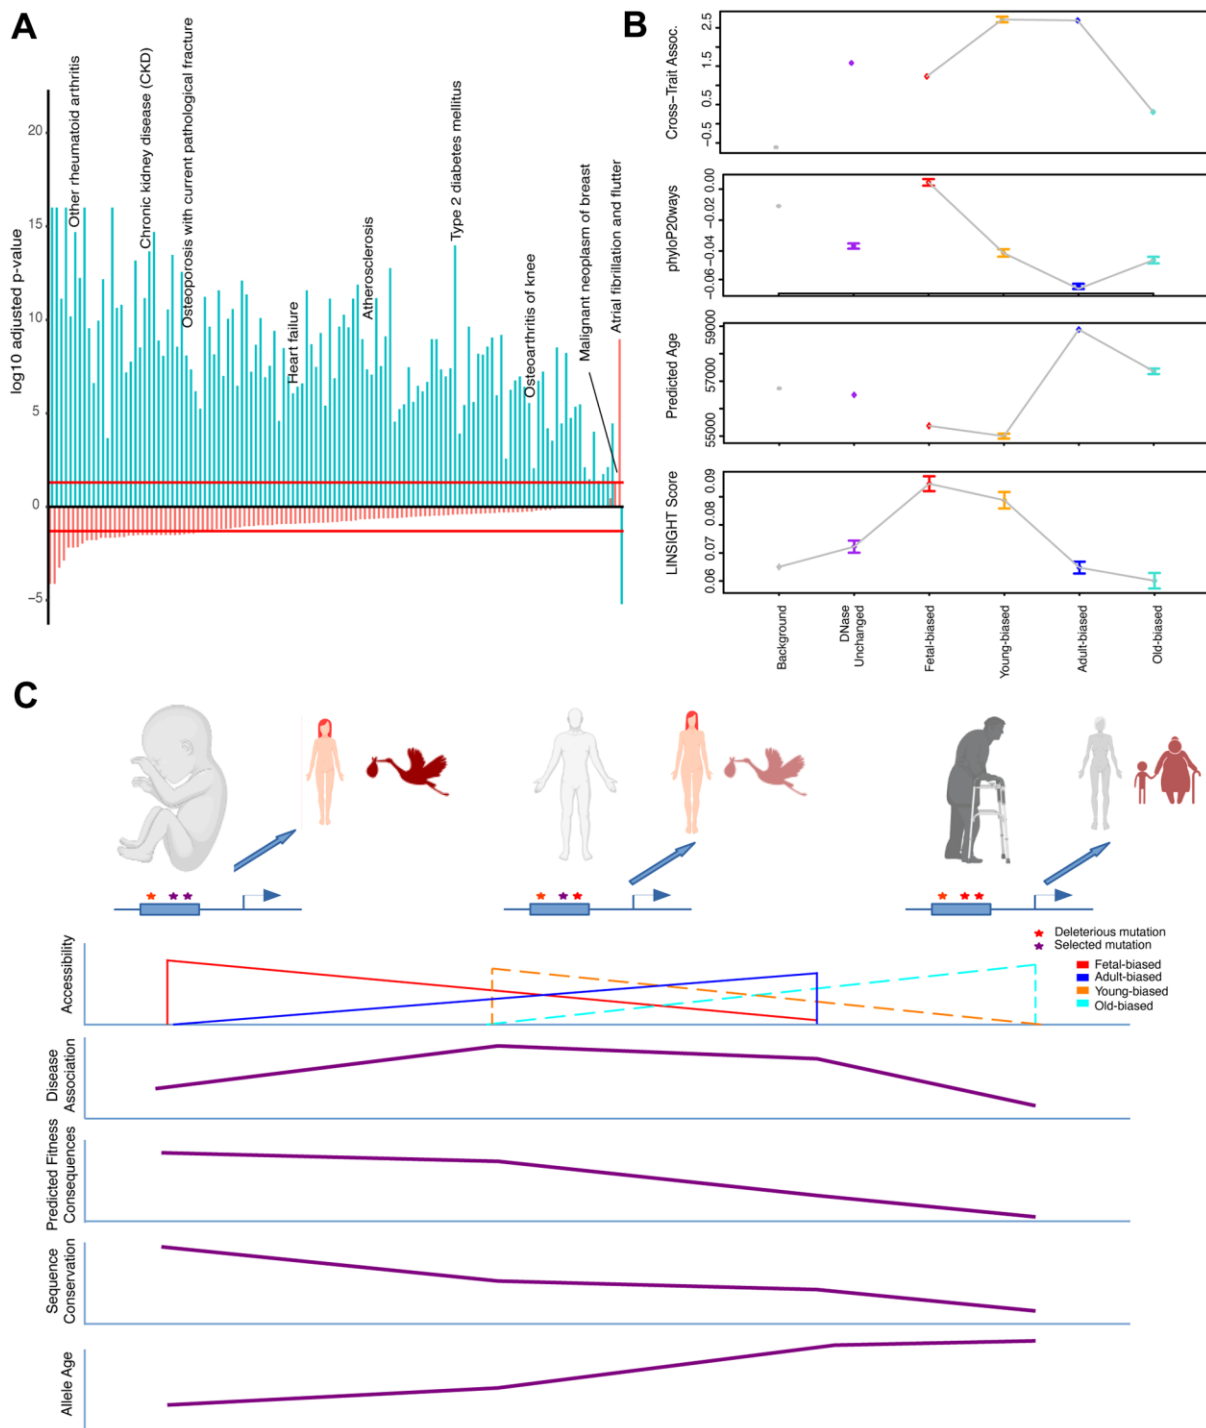 A
log10 adjusted p-value
20
15
10
5
0
−5
Other rheumatoid arthritis
Chronic kidney disease (CKD)
Osteoporosis with current pathological fracture
Heart failure
Atherosclerosis
Type 2 diabetes mellitus
Osteoarthritis of knee
Malignant neoplasm of breast
Atrial fibrillation and flutter
B
Cross−Trait Assoc.
2.5
1.5
0.5
−0.5
phyloP20ways
0.00
−0.02
−0.04
−0.06
Predicted Age
59000
57000
55000
LINSIGHT Score
0.09
0.08
0.07
0.06
Background
DNase
Unchanged
Fetal-biased
Young-biased
Adult-biased
Old-biased
C
Deleterious mutation
Selected mutation
Fetal-biased
Adult-biased
Young-biased
Old-biased
Accessibility
Disease
Association
Predicted Fitness
Consequences
Sequence
Conservation
Allele Age